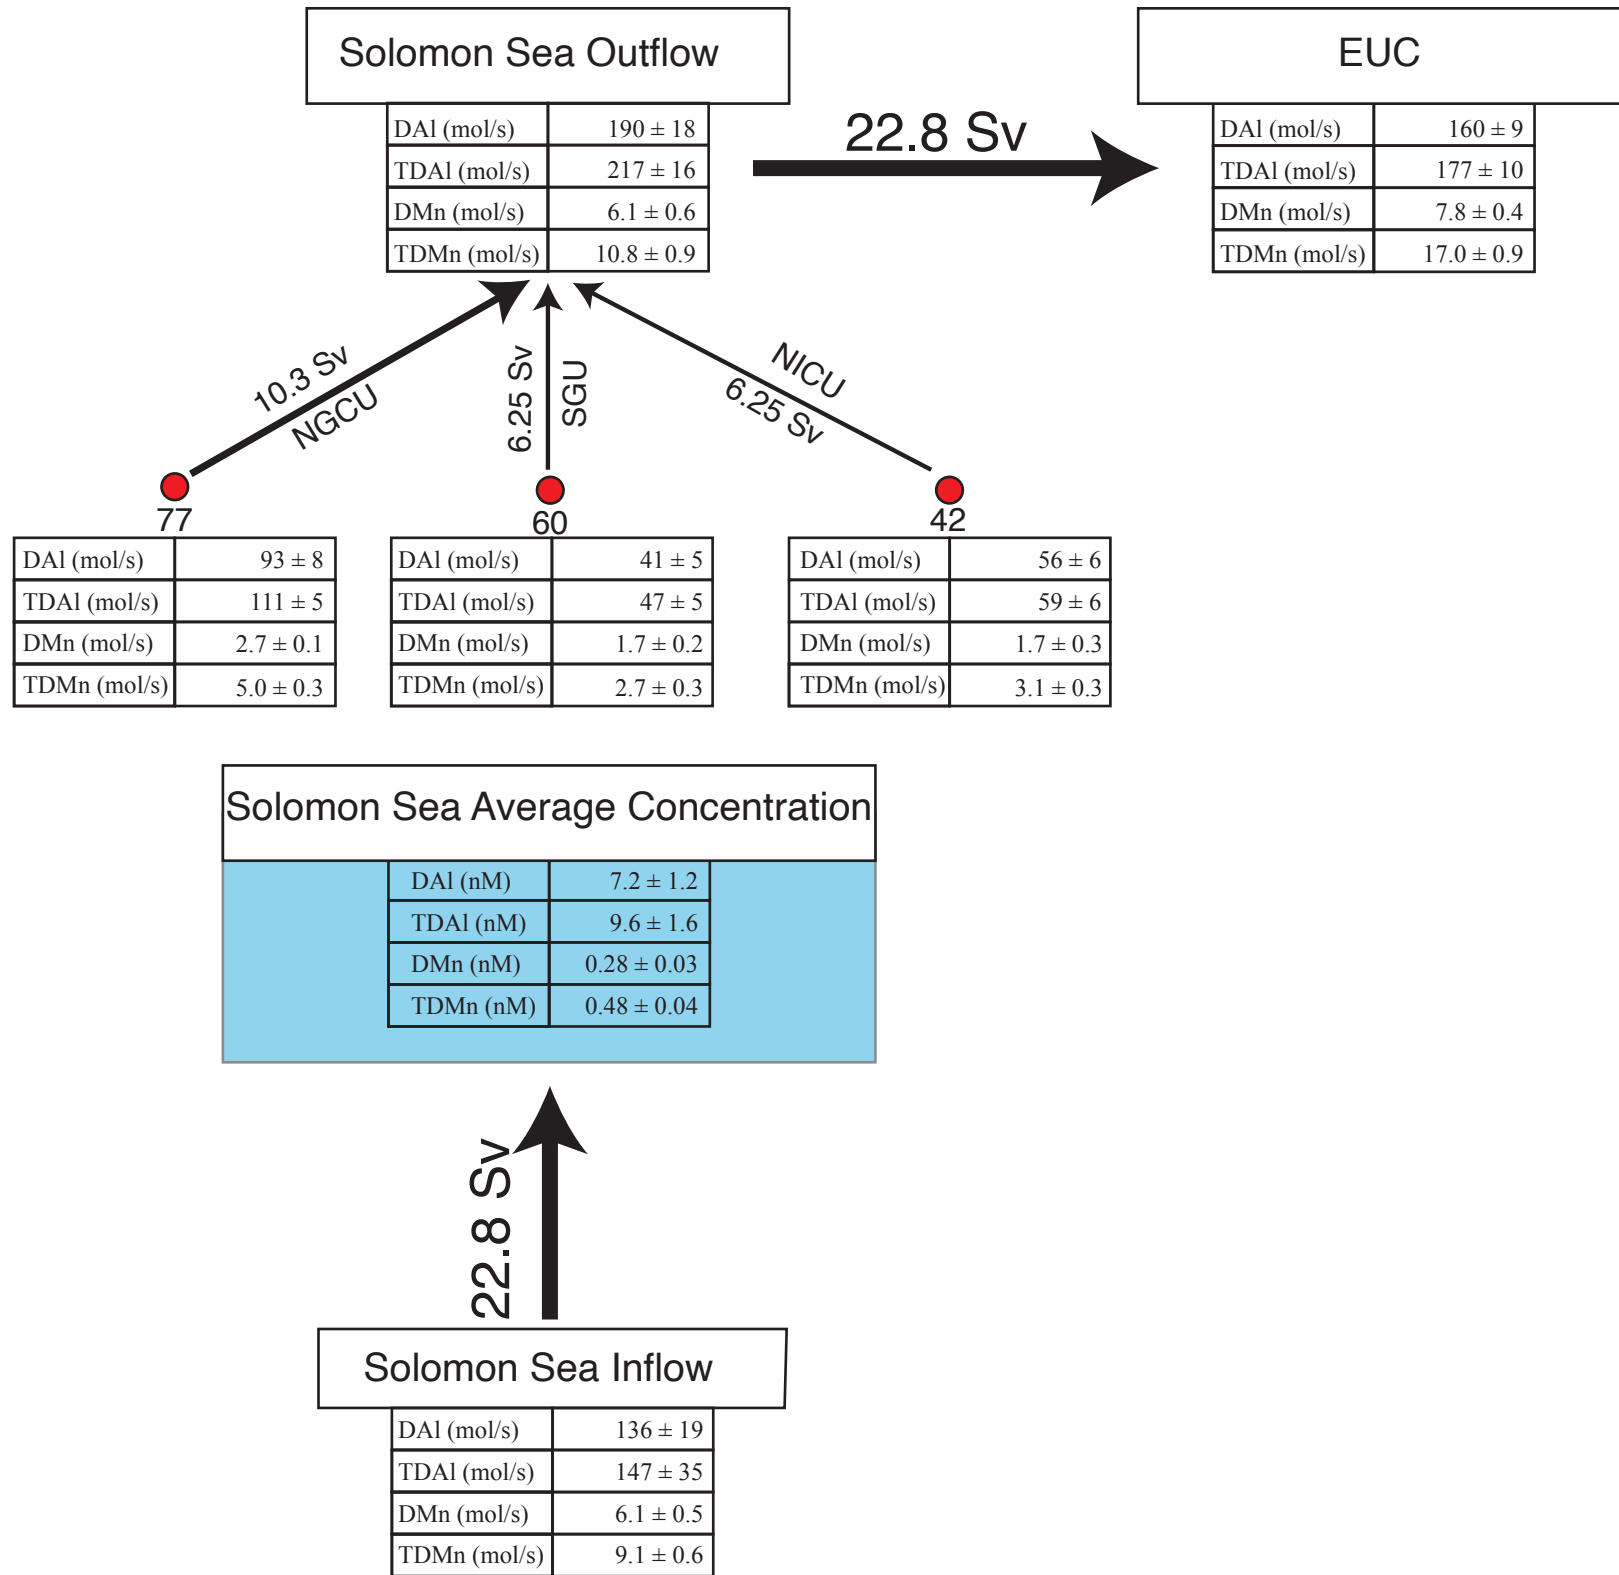 Solomon Sea Outflow
DAl (mol/s) 190 ± 18
TDAl (mol/s) 217 ± 16
DMn (mol/s) 6.1 ± 0.6
TDMn (mol/s) 10.8 ± 0.9
22.8 Sv
EUC
DAl (mol/s) 160 ± 9
TDAl (mol/s) 177 ± 10
DMn (mol/s) 7.8 ± 0.4
TDMn (mol/s) 17.0 ± 0.9
10.3 Sv
NGCU
6.25 Sv
SGU
NICU
6.25 Sv
77
DAl (mol/s) 93 ± 8
TDAl (mol/s) 111 ± 5
DMn (mol/s) 2.7 ± 0.1
TDMn (mol/s) 5.0 ± 0.3
60
DAl (mol/s) 41 ± 5
TDAl (mol/s) 47 ± 5
DMn (mol/s) 1.7 ± 0.2
TDMn (mol/s) 2.7 ± 0.3
42
DAl (mol/s) 56 ± 6
TDAl (mol/s) 59 ± 6
DMn (mol/s) 1.7 ± 0.3
TDMn (mol/s) 3.1 ± 0.3
Solomon Sea Average Concentration
DAl (nM) 7.2 ± 1.2
TDAl (nM) 9.6 ± 1.6
DMn (nM) 0.28 ± 0.03
TDMn (nM) 0.48 ± 0.04
22.8 Sv
Solomon Sea Inflow
DAl (mol/s) 136 ± 19
TDAl (mol/s) 147 ± 35
DMn (mol/s) 6.1 ± 0.5
TDMn (mol/s) 9.1 ± 0.6